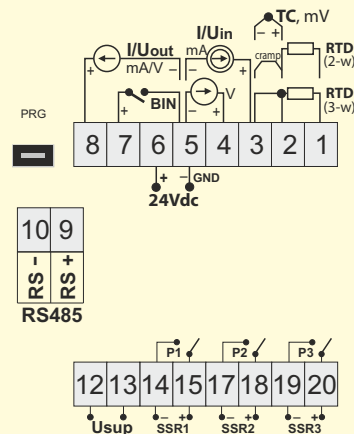 TC, mV
I/Uin
− +
I/Uout
mA
RTD
mA/V
cramp
(2-w)
+
−
+
V
RTD
+
BIN
−
+
(3-w)
PRG
8 7 6 5 4 3 2 1
+ − GND
24Vdc
10 9
RS - RS +
RS485
P1 P2 P3
12 13 14 15 17 18 19 20
− + − + − +
Usup SSR1 SSR2 SSR3